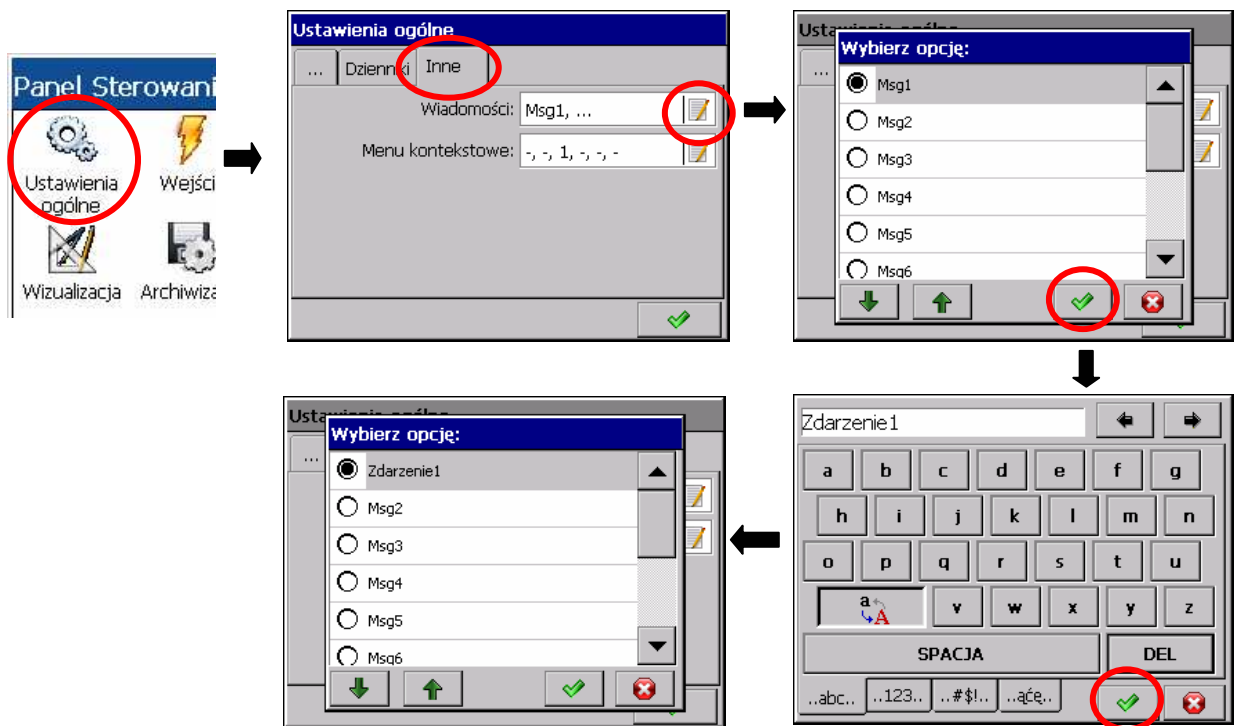 Panel Sterowani
Ustawienia
ogólne
Wejści
Wizualizacja
Archiwiza
Ustawienia ogólne
...
Dzienniki
Inne
Wiadomości:
Msg1, ...
Menu kontekstowe:
-, -, 1, -, -, -
Wybierz opcję:
...
Msg1
Msg2
Msg3
Msg4
Msg5
Msg6
Zdarzenie1
a b c d e f g
h i j k l m n
o p q r s t u
a A v w x y z
SPACJA DEL
..abc.. ..123.. ..#$!.. ..ąćę..
Wybierz opcję:
...
Zdarzenie1
Msg2
Msg3
Msg4
Msg5
Msg6